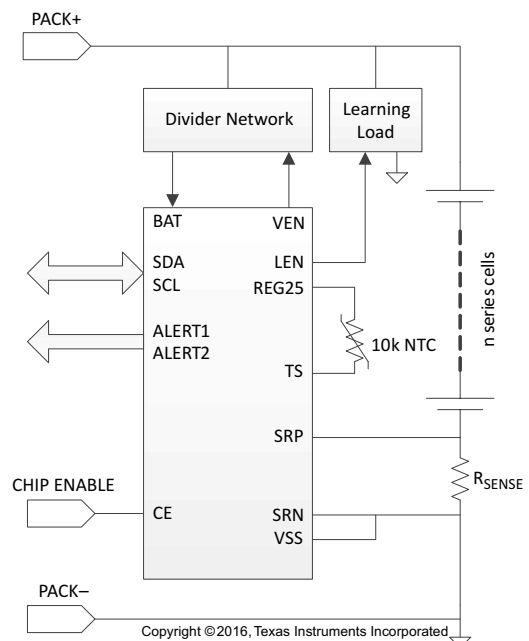 PACK+
Divider Network
Learning
Load
BAT
VEN
SDA
LEN
SCL
REG25
ALERT1
ALERT2
10k NTC
TS
n series cells
SRP
RSENSE
CHIP ENABLE
CE
SRN
VSS
PACK–
Copyright © 2016, Texas Instruments Incorporated